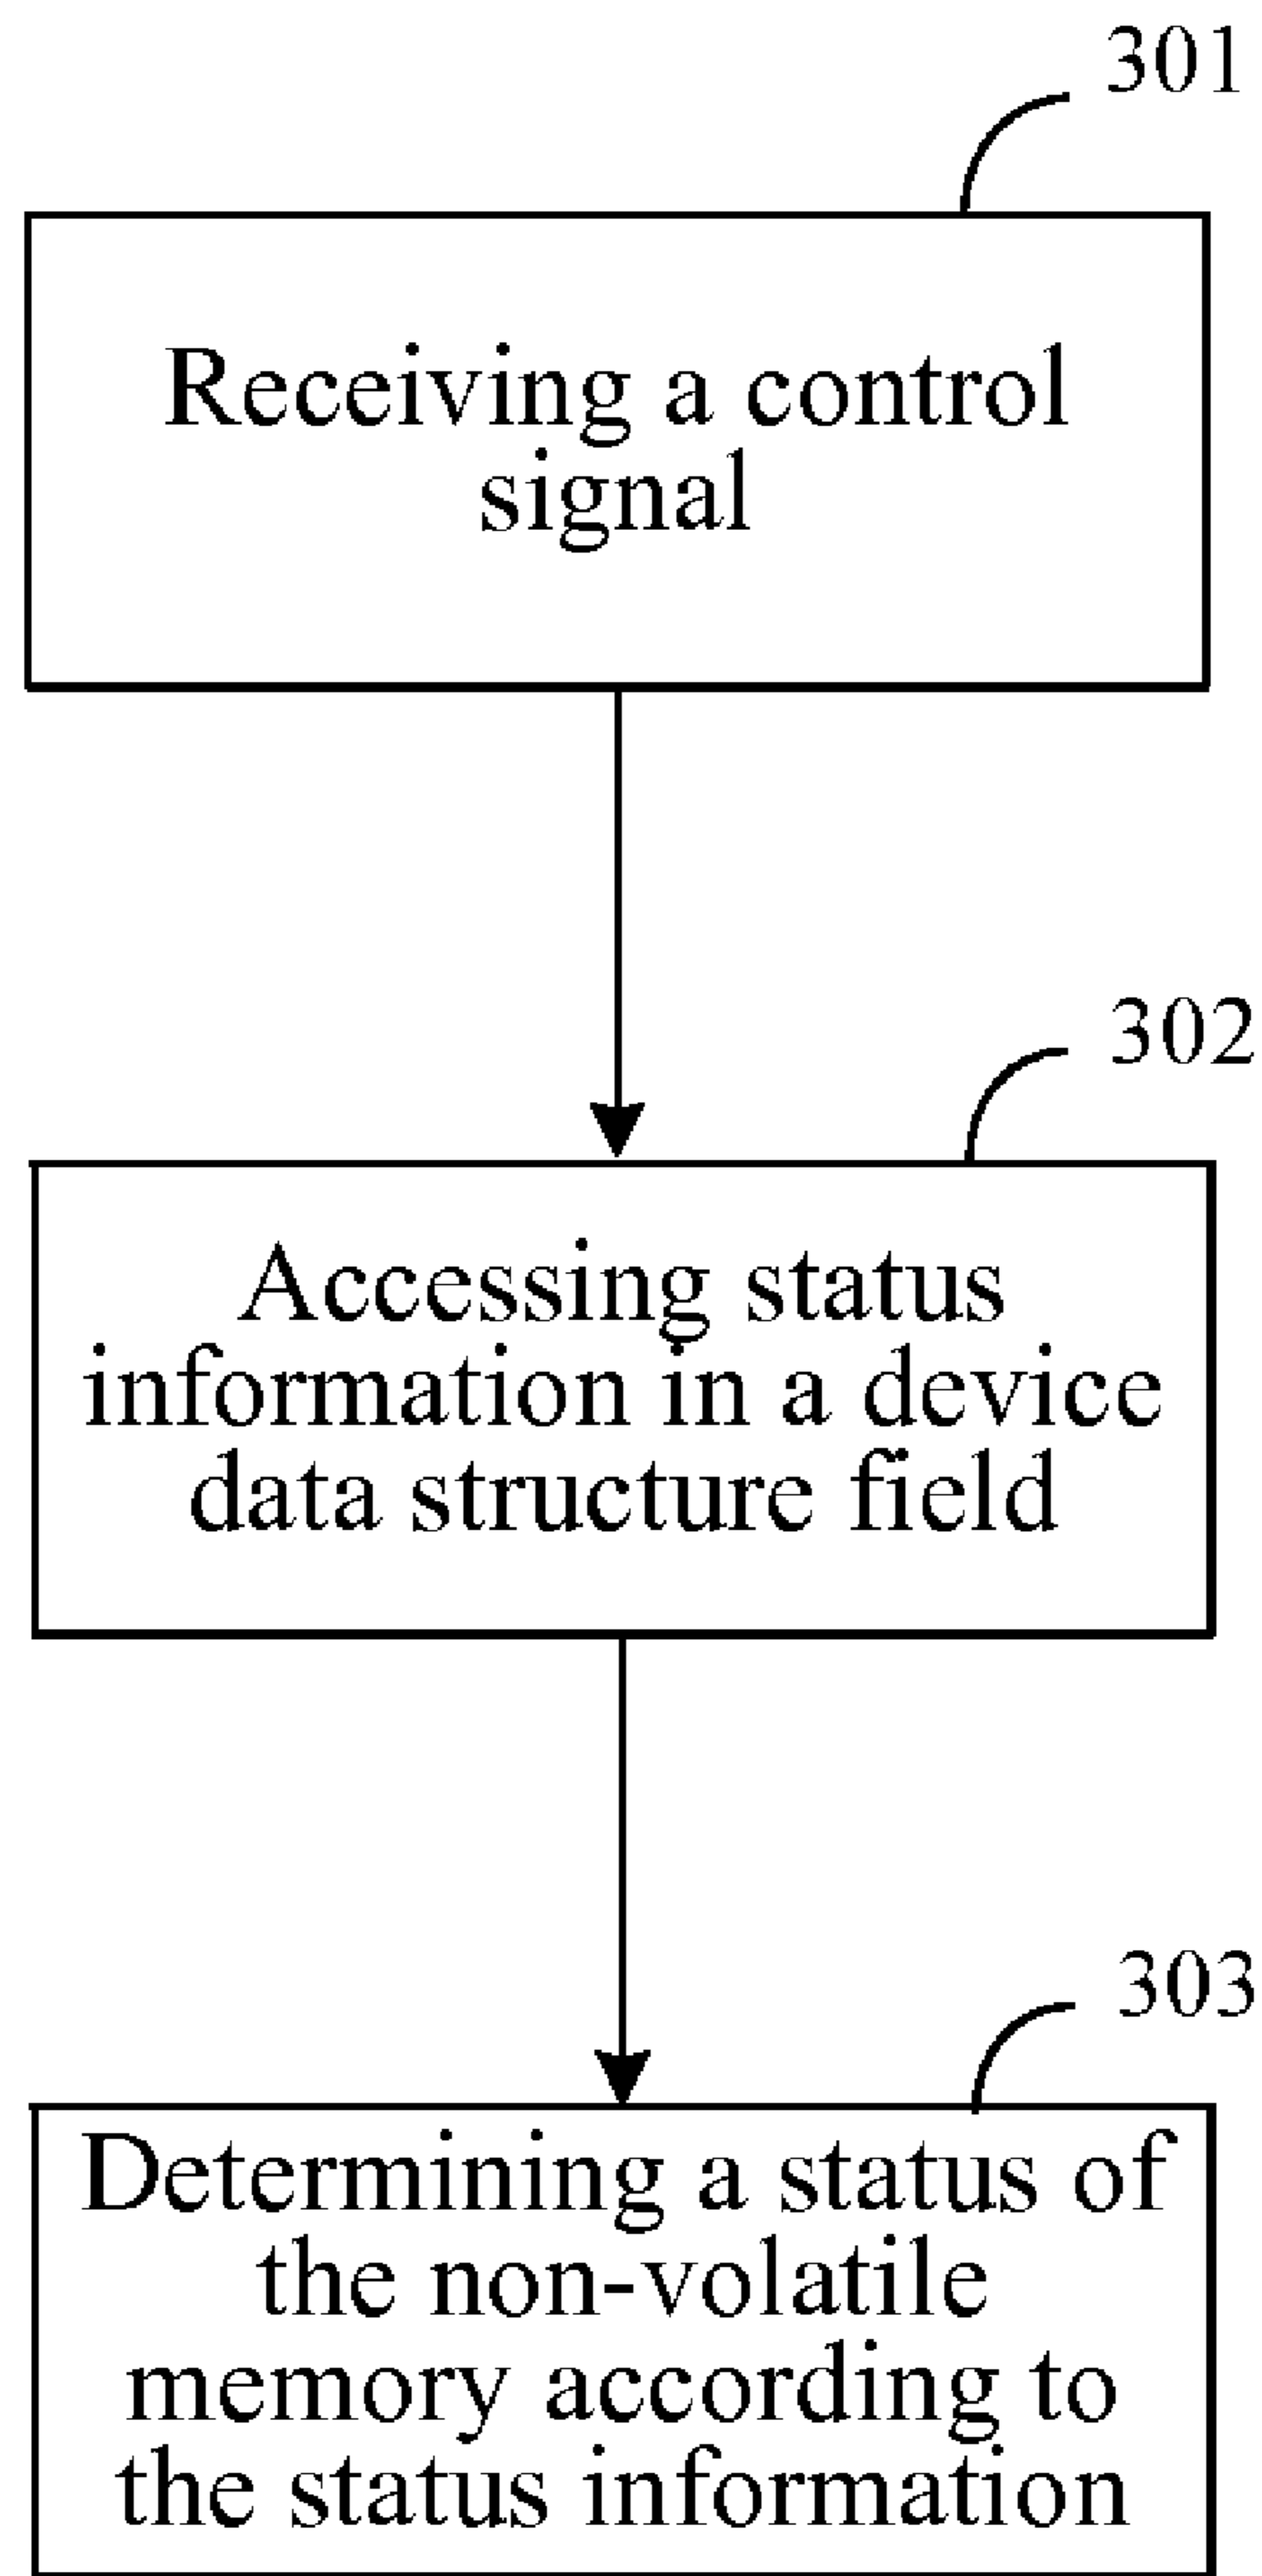 301
Receiving a control
signal
302
Accessing status
information in a device
data structure field
303
Determining a status of
the non-volatile
memory according to
the status information